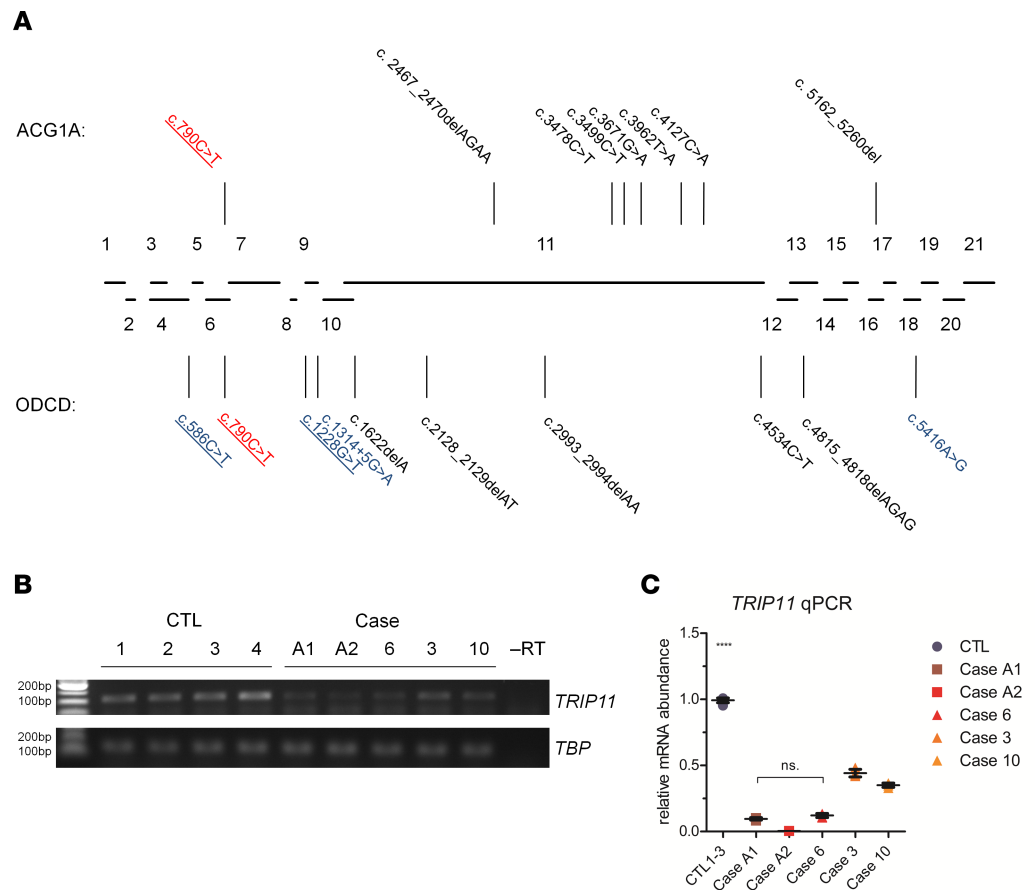 A
ACG1A:
c.790C>T
c. 2467_2470delAGAA
c.3478C>T
c.3499C>T
c.3671G>A
c.3962T>A
c.4127C>A
c. 5162_5260del
1 3 5 7 9 11 13 15 17 19 21
2 4 6 8 10 12 14 16 18 20
ODCD:
c.586C>T
c.790C>T
c.1228G>T
c.1314+5G>A
c.1622delA
c.2128_2129delAT
c.2993_2994delAA
c.4534C>T
c.4815_4818delAGAG
c.5416A>G
B
CTL Case
1 2 3 4 A1 A2 6 3 10 –RT
200bp
100bp
TRIP11
200bp
100bp
TBP
C
TRIP11 qPCR
relative mRNA abundance
1.5
1.0
0.5
0.0
****
ns.
CTL1-3
Case A1
Case A2
Case 6
Case 3
Case 10
CTL
Case A1
Case A2
Case 6
Case 3
Case 10